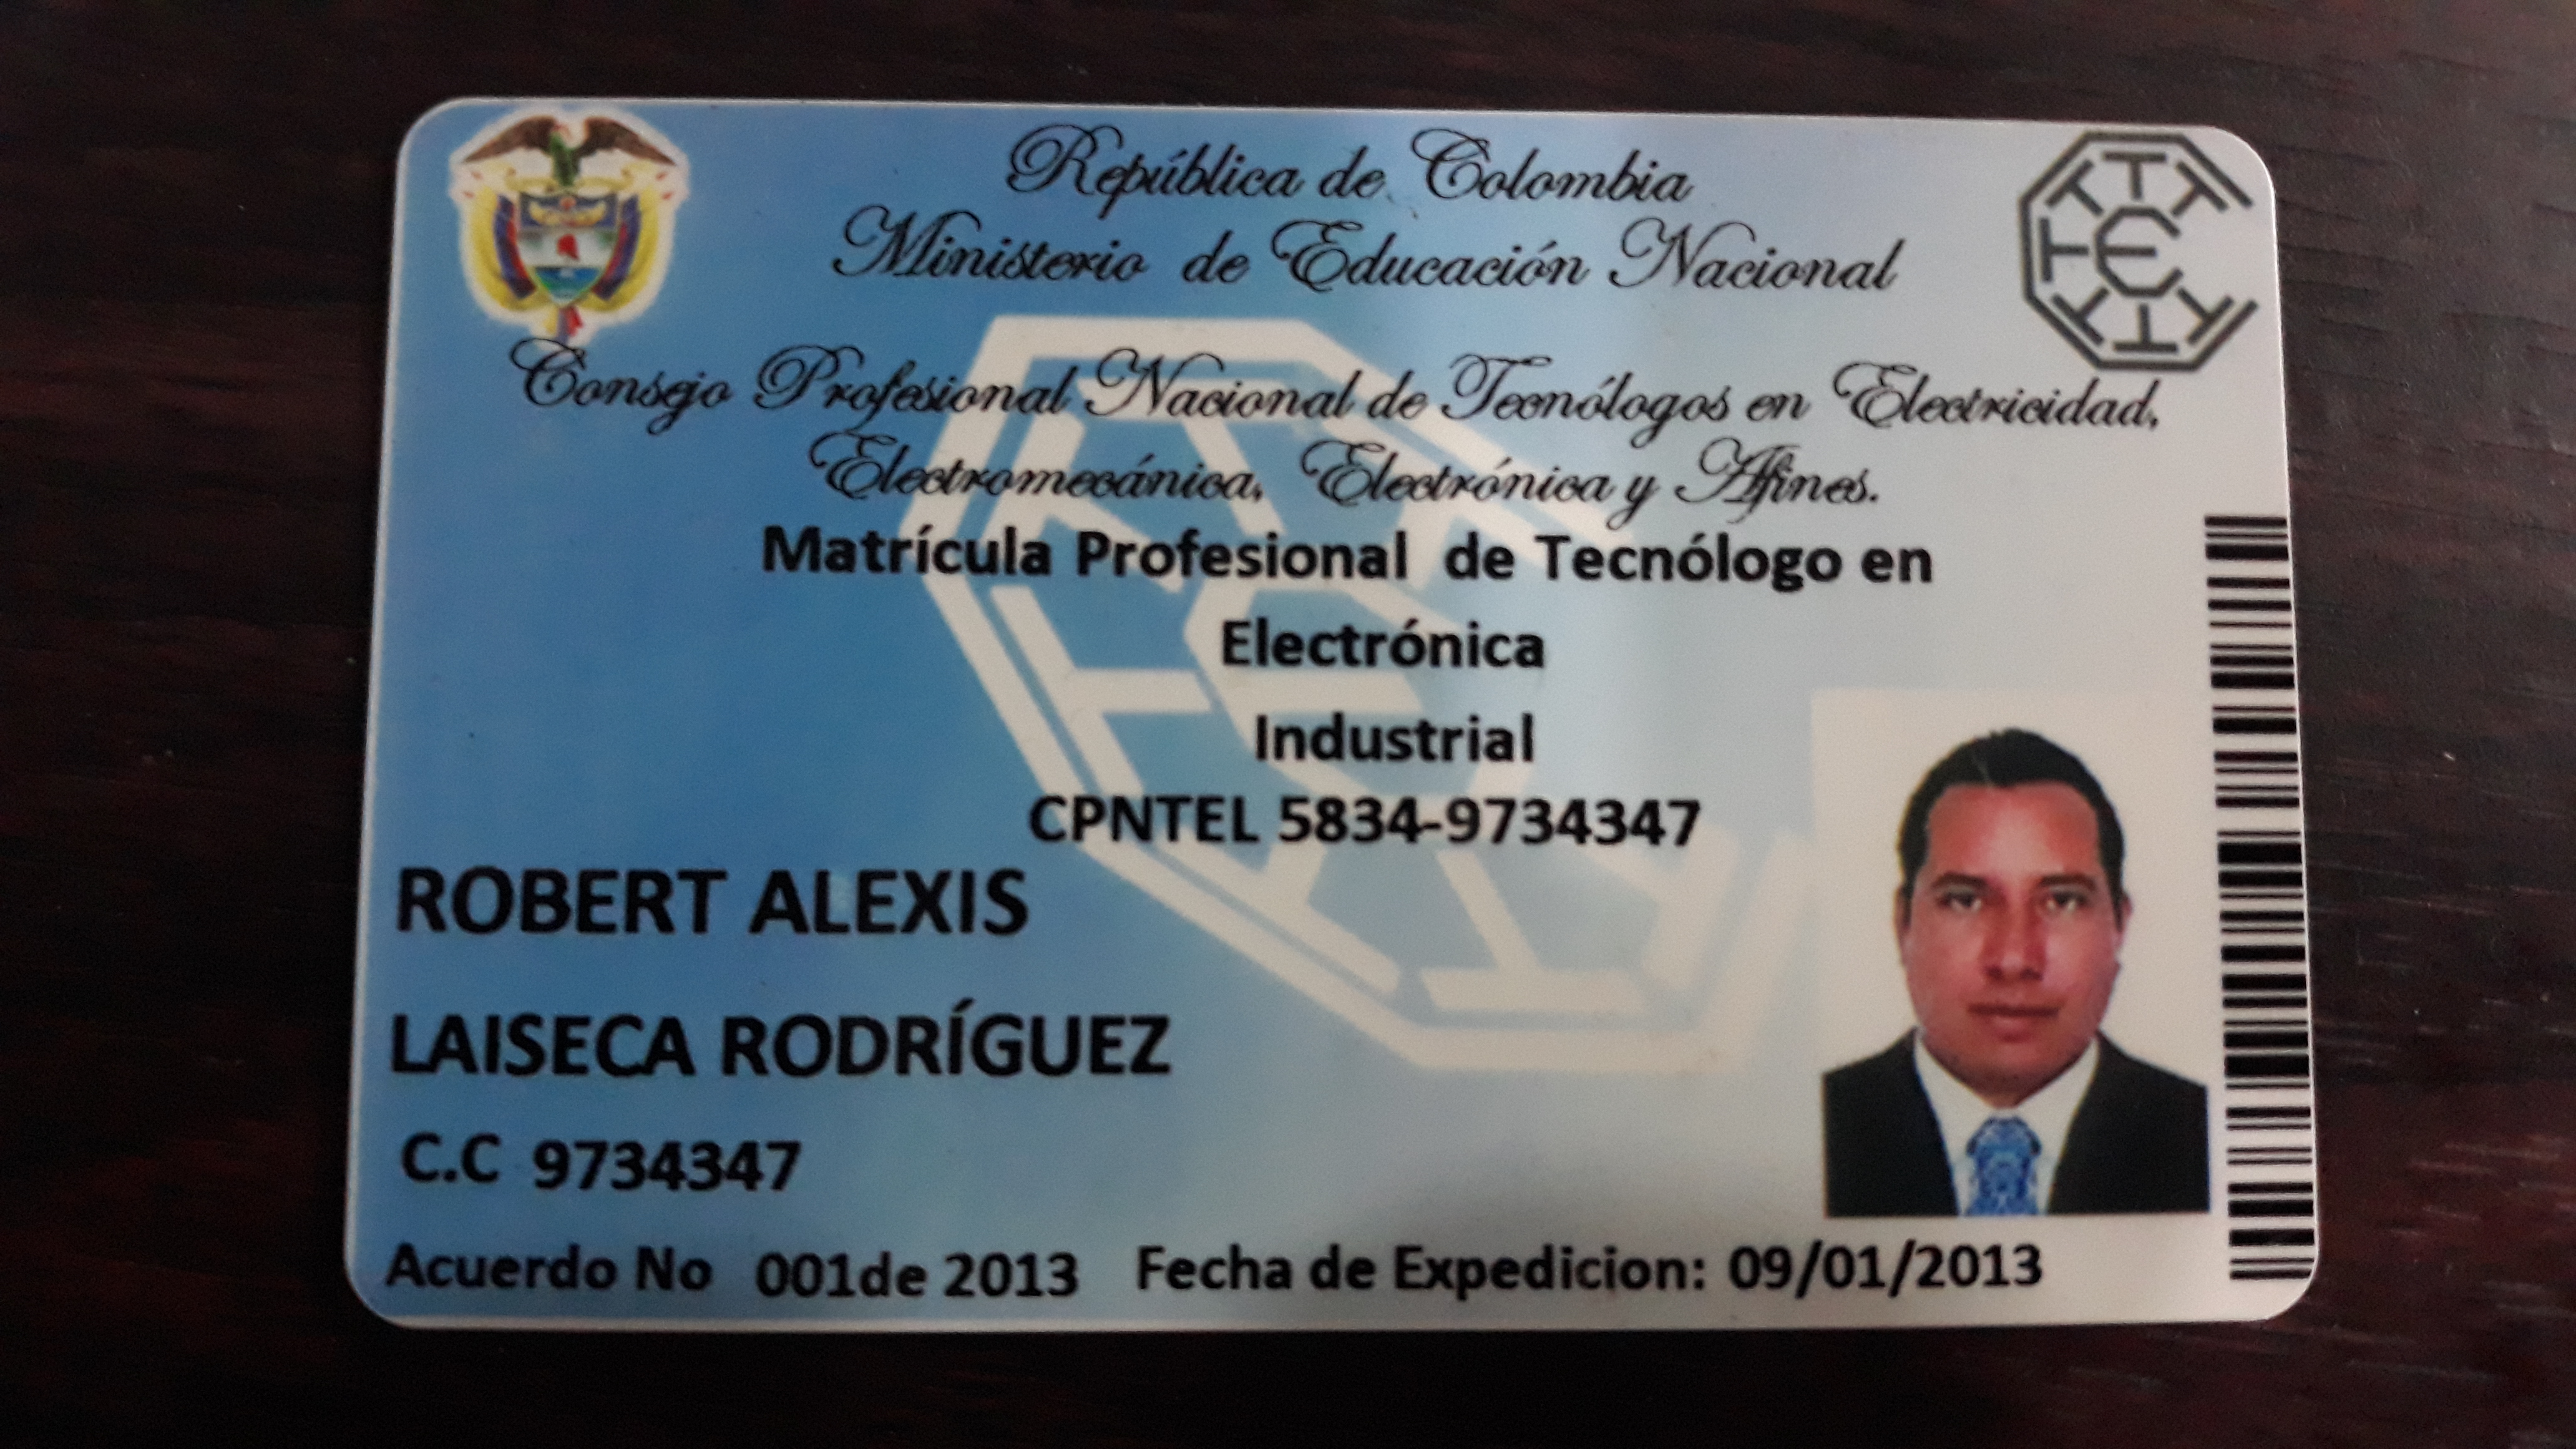 República de Colombia
Ministerio de Educación Nacional
Consejo Profesional Nacional de Tecnólogos en Electricidad,
Electromecánica, Electrónica y Afines.
Matrícula Profesional de Tecnólogo en
Electrónica
Industrial
CPNTEL 5834-9734347
ROBERT ALEXIS
LAISECA RODRÍGUEZ
C.C 9734347
Acuerdo No 001de 2013 Fecha de Expedicion: 09/01/2013